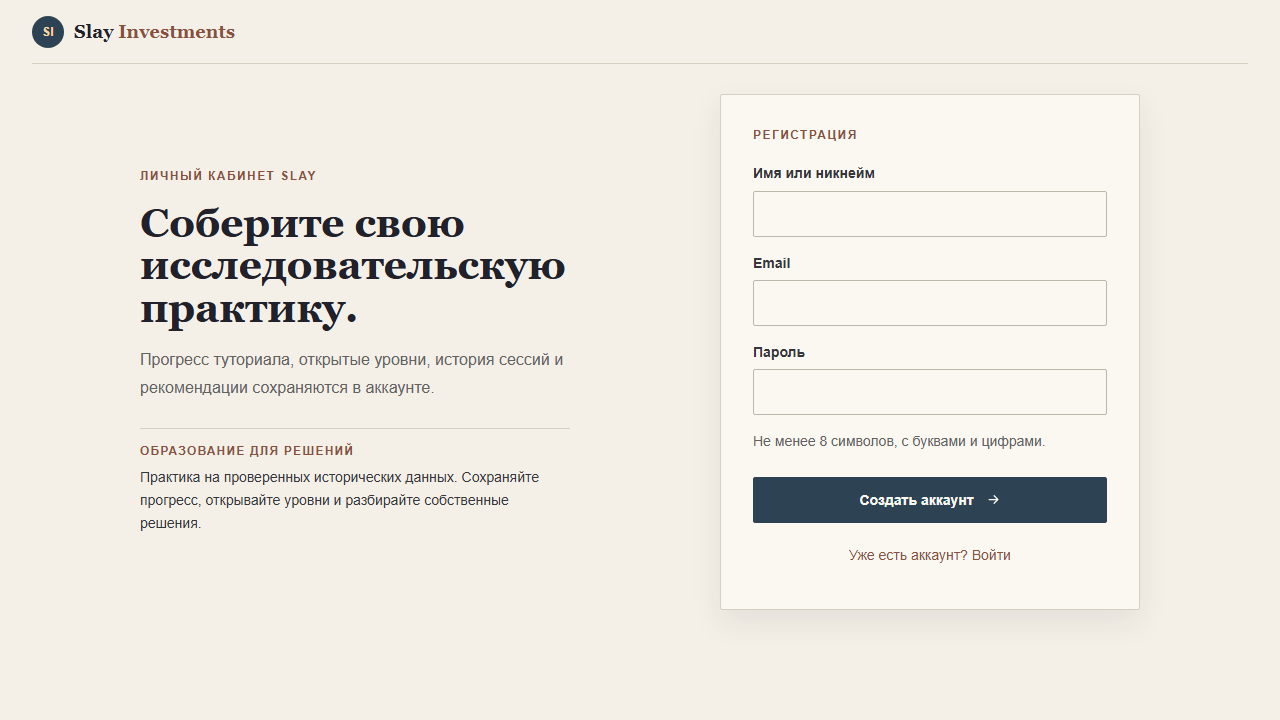 SI
Slay Investments
ЛИЧНЫЙ КАБИНЕТ SLAY
Соберите свою
исследовательскую
практику.
Прогресс туториала, открытые уровни, история сессий и
рекомендации сохраняются в аккаунте.
ОБРАЗОВАНИЕ ДЛЯ РЕШЕНИЙ
Практика на проверенных исторических данных. Сохраняйте
прогресс, открывайте уровни и разбирайте собственные
решения.
РЕГИСТРАЦИЯ
Имя или никнейм
Email
Пароль
Не менее 8 символов, с буквами и цифрами.
Создать аккаунт →
Уже есть аккаунт? Войти